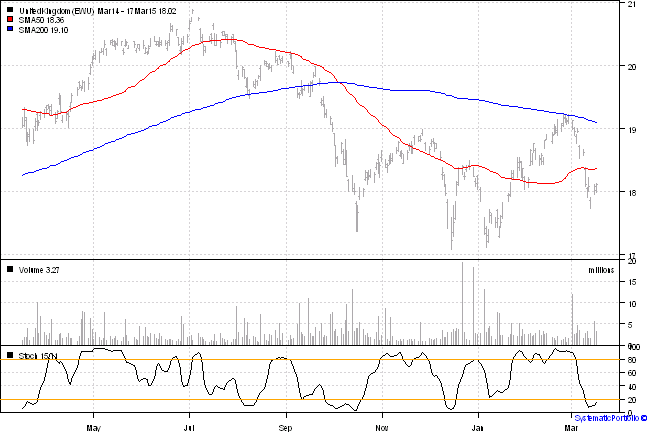 UnitedKingdom (EWU) Mar14 - 17Mar15 18.02
SMA50 18.36
SMA200 19.10
21
20
19
18
17
Volume 3.27
millions
20
15
10
5
0
Stoch 15/N
100
80
60
40
20
0
May
Jul
Sep
Nov
Jan
Mar
SystematicPortfolio ©